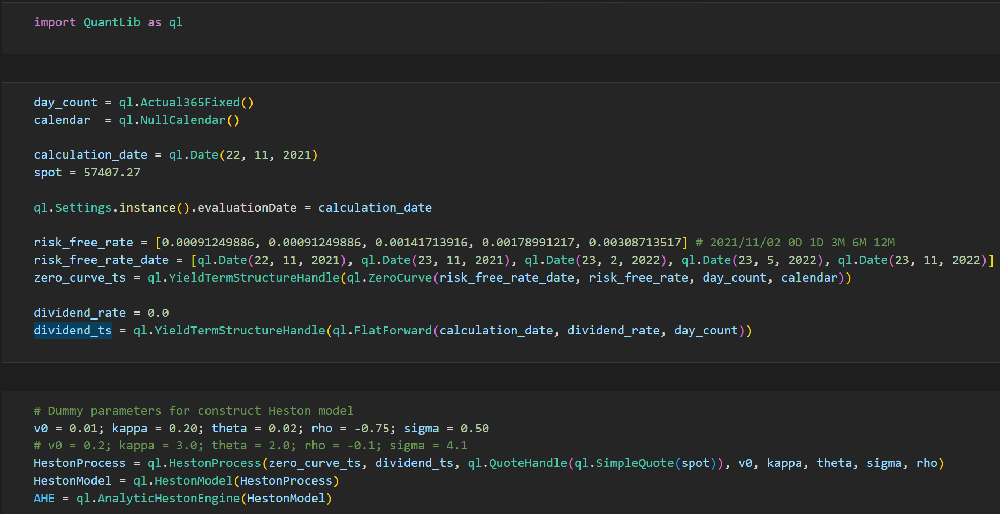 import QuantLib as ql
day_count = ql.Actual365Fixed()
calendar  = ql.NullCalendar()
calculation_date = ql.Date(22, 11, 2021)
spot = 57407.27
ql.Settings.instance().evaluationDate = calculation_date
risk_free_rate = [0.00091249886, 0.00091249886, 0.00141713916, 0.00178991217, 0.00308713517] # 2021/11/02 0D 1D 3M 6M 12M
risk_free_rate_date = [ql.Date(22, 11, 2021), ql.Date(23, 11, 2021), ql.Date(23, 2, 2022), ql.Date(23, 5, 2022), ql.Date(23, 11, 2022)]
zero_curve_ts = ql.YieldTermStructureHandle(ql.ZeroCurve(risk_free_rate_date, risk_free_rate, day_count, calendar))
dividend_rate = 0.0
dividend_ts = ql.YieldTermStructureHandle(ql.FlatForward(calculation_date, dividend_rate, day_count))
# Dummy parameters for construct Heston model
v0 = 0.01; kappa = 0.20; theta = 0.02; rho = -0.75; sigma = 0.50
# v0 = 0.2; kappa = 3.0; theta = 2.0; rho = -0.1; sigma = 4.1
HestonProcess = ql.HestonProcess(zero_curve_ts, dividend_ts, ql.QuoteHandle(ql.SimpleQuote(spot)), v0, kappa, theta, sigma, rho)
HestonModel = ql.HestonModel(HestonProcess)
AHE = ql.AnalyticHestonEngine(HestonModel)